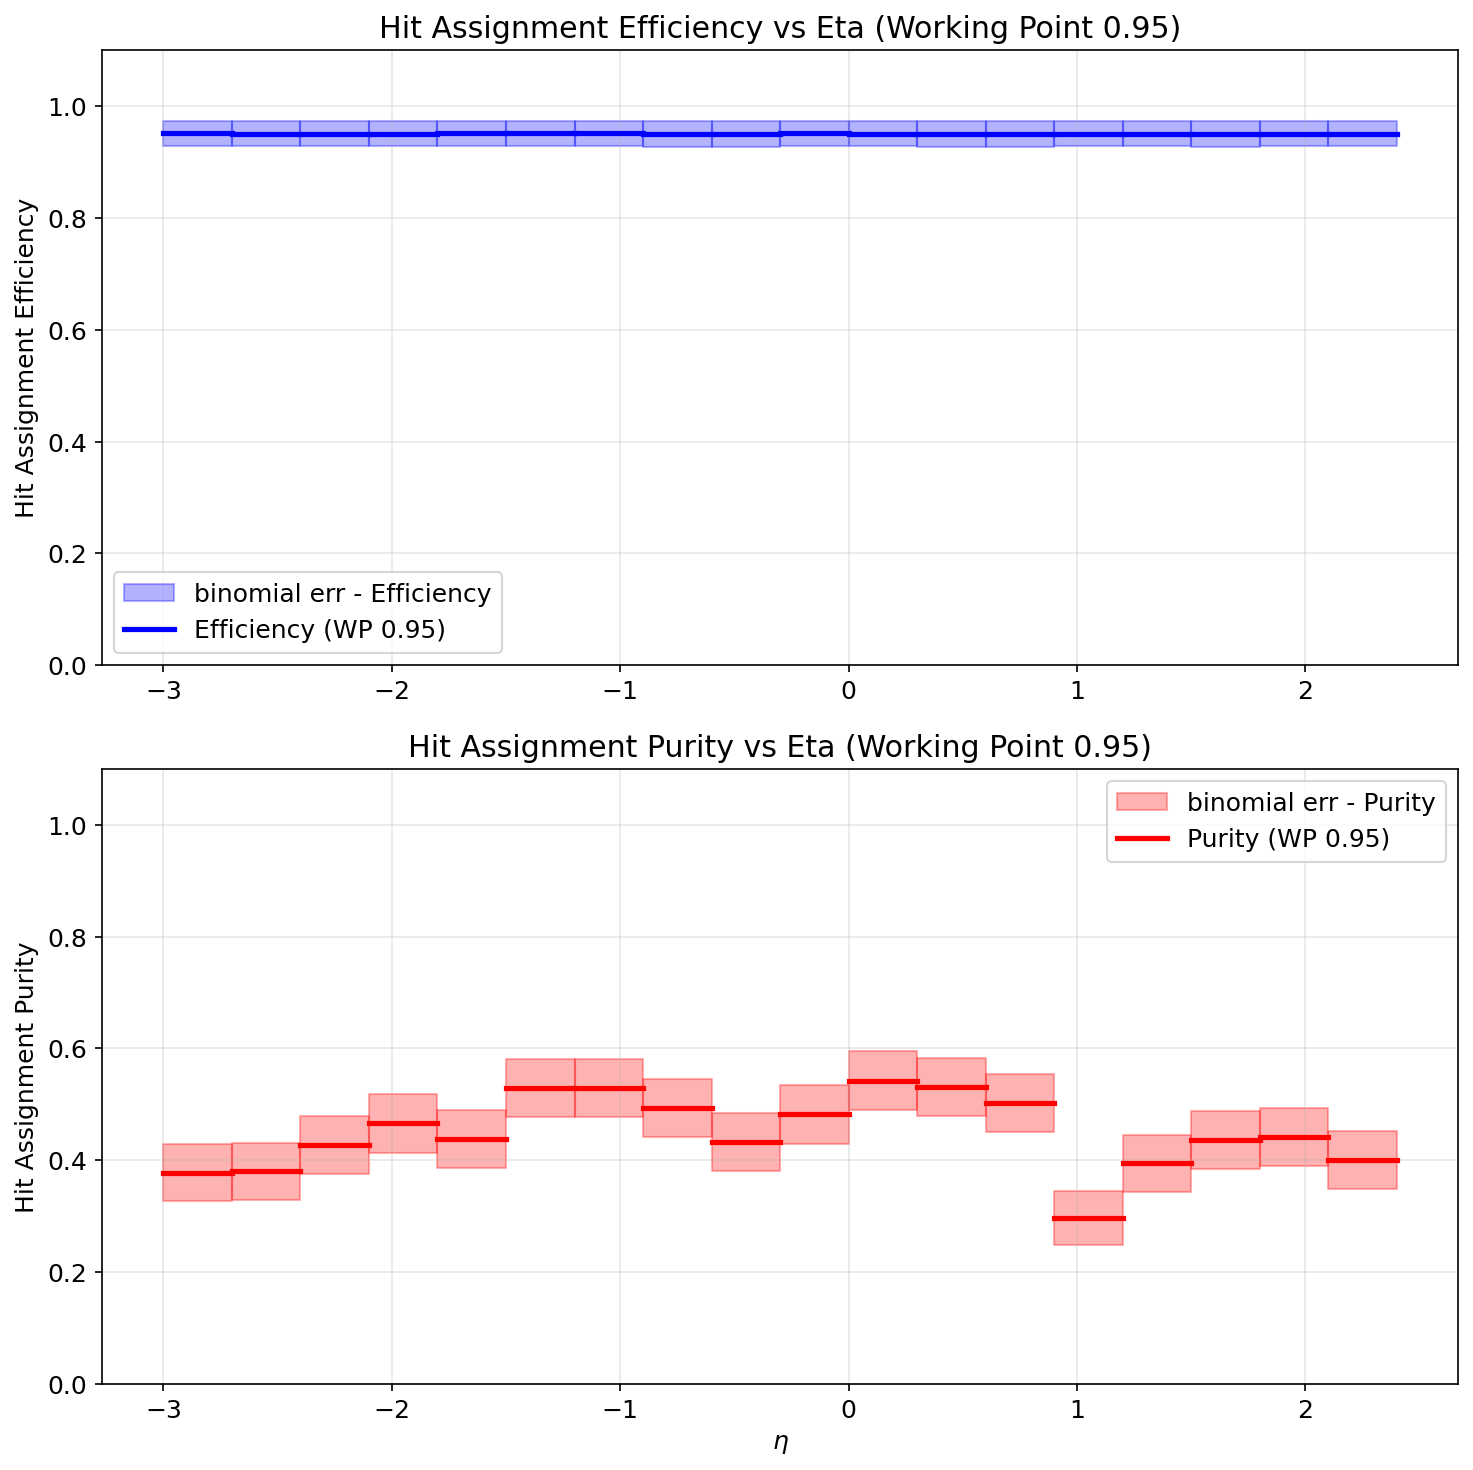 Hit Assignment Efficiency vs Eta (Working Point 0.95)
Hit Assignment Efficiency
1.0
0.8
0.6
0.4
0.2
0.0
binomial err - Efficiency
Efficiency (WP 0.95)
−3 −2 −1 0 1 2
Hit Assignment Purity vs Eta (Working Point 0.95)
Hit Assignment Purity
1.0
0.8
0.6
0.4
0.2
0.0
binomial err - Purity
Purity (WP 0.95)
−3 −2 −1 0 1 2
η